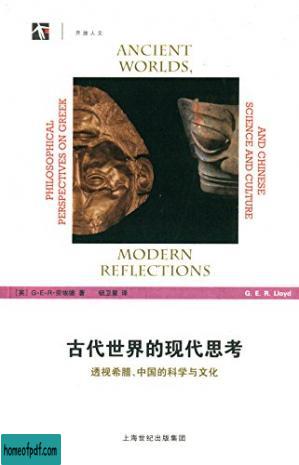 开放人文
ANCIENT
WORLDS,
PHILOSOPHICAL
PERSPECTIVES ON GREEK
AND CHINESE
SCIENCE AND CULTURE
MODERN
REFLECTIONS
[英] G·E·R·劳埃德 著 钮卫星 译
G. E. R. Lloyd
古代世界的现代思考
透视希腊、中国的科学与文化
上海世纪出版集团
homeofpdf.com